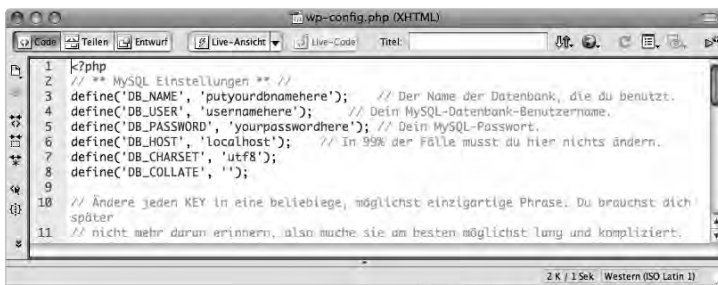 wp-config.php (XHTML)
Code Teilen Entwurf Live-Ansicht Live-Code Titel:
1 <?php
2 // ** MySQL Einstellungen ** //
3 define('DB_NAME', 'putyourdbnamehere'); // Der Name der Datenbank, die du benutzt.
4 define('DB_USER', 'usernamehere'); // Dein MySQL-Datenbank-Benutzername.
5 define('DB_PASSWORD', 'yourpasswordhere'); // Dein MySQL-Passwort.
6 define('DB_HOST', 'localhost'); // In 99% der Fälle musst du hier nichts ändern.
7 define('DB_CHARSET', 'utf8');
8 define('DB_COLLATE', '');
9
10 // Ändere jeden KEY in eine beliebiege, möglichst einzigartige Phrase. Du brauchst dich
später
11 // nicht mehr daran erinnern, also mache sie am besten möglichst lang und kompliziert.
2 K / 1 Sek Western (ISO Latin 1)